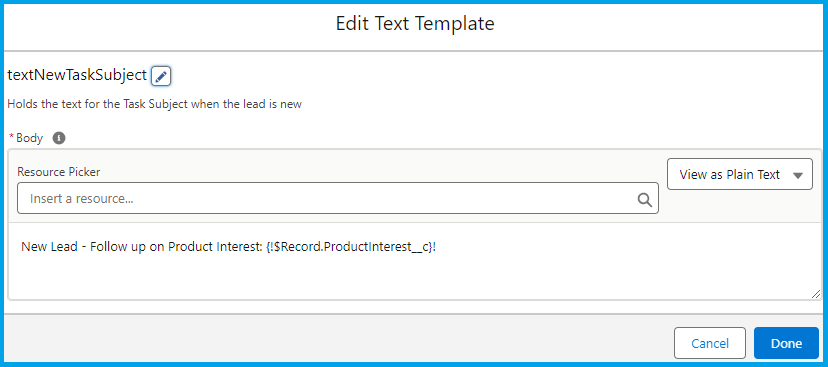 Edit Text Template
textNewTaskSubject
Holds the text for the Task Subject when the lead is new
* Body
Resource Picker
View as Plain Text
Insert a resource...
New Lead - Follow up on Product Interest: {!$Record.ProductInterest__c}!
Cancel
Done